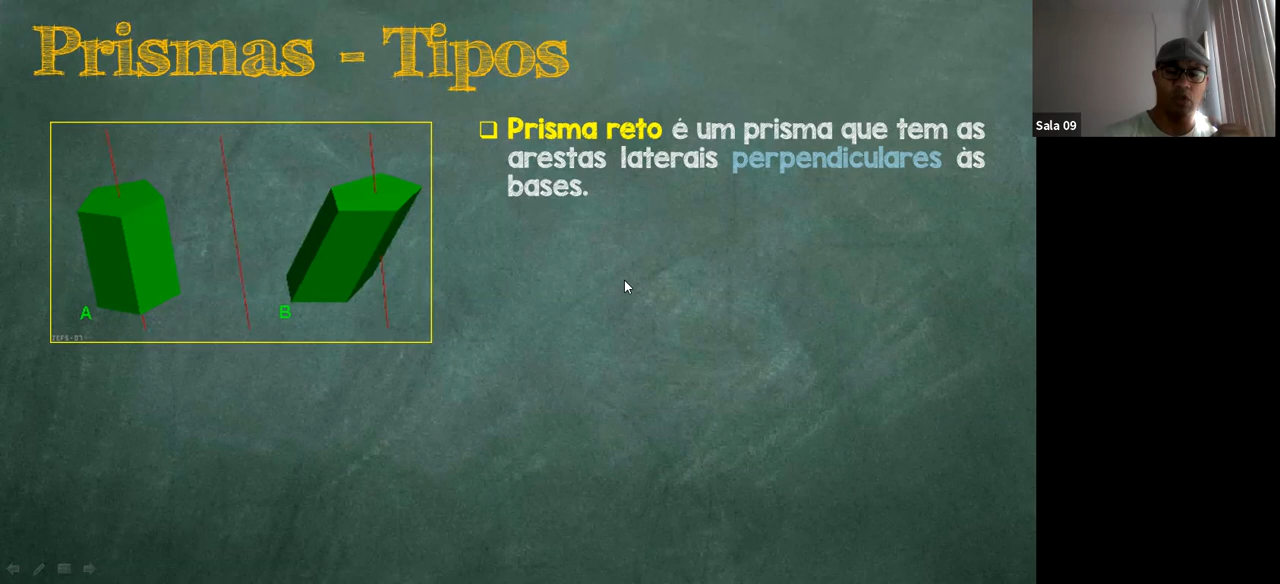 Prismas - Tipos
Prisma reto é um prisma que tem as
arestas laterais perpendiculares às
bases.
Sala 09
A
B